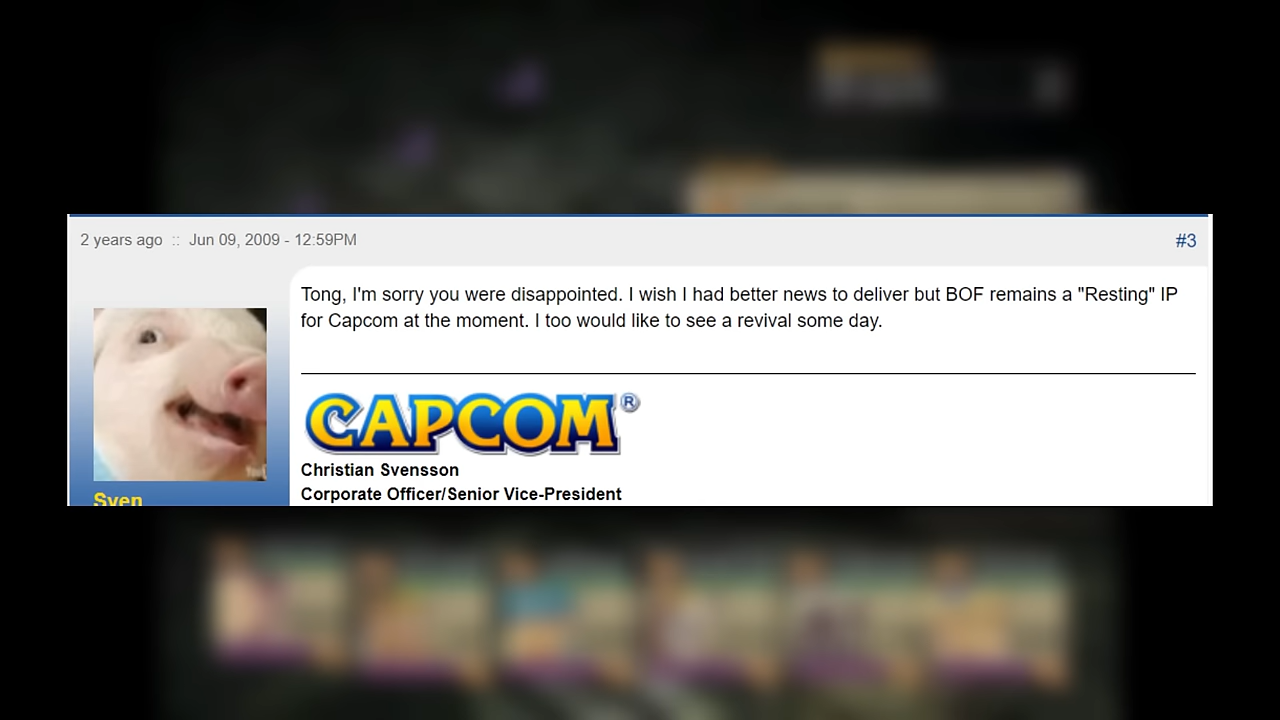 2 years ago :: Jun 09, 2009 - 12:59PM
#3
Tong, I'm sorry you were disappointed. I wish I had better news to deliver but BOF remains a "Resting" IP
for Capcom at the moment. I too would like to see a revival some day.
CAPCOM®
Christian Svensson
Corporate Officer/Senior Vice-President
Sven